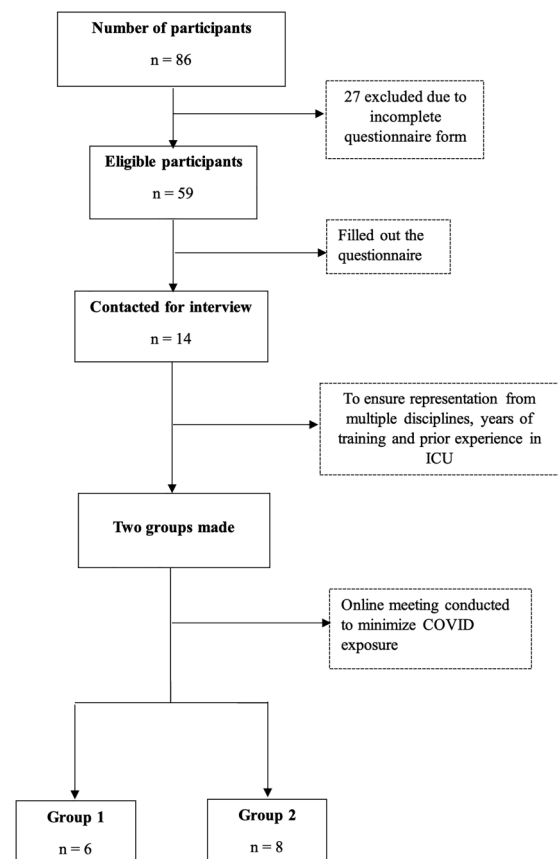 Number of participants
n = 86
27 excluded due to
incomplete
questionnaire form
Eligible participants
n = 59
Filled out the
questionnaire
Contacted for interview
n = 14
To ensure representation from
multiple disciplines, years of
training and prior experience in
ICU
Two groups made
Online meeting conducted
to minimize COVID
exposure
Group 1
n = 6
Group 2
n = 8